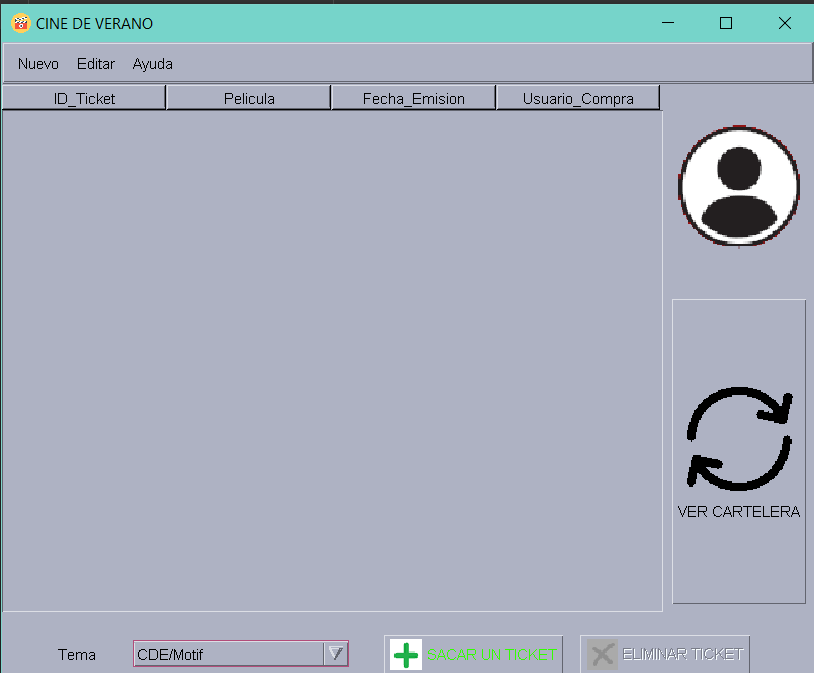 CINE DE VERANO
Nuevo Editar Ayuda
ID_Ticket Pelicula Fecha_Emision Usuario_Compra
VER CARTELERA
Tema CDE/Motif SACAR UN TICKET ELIMINAR TICKET